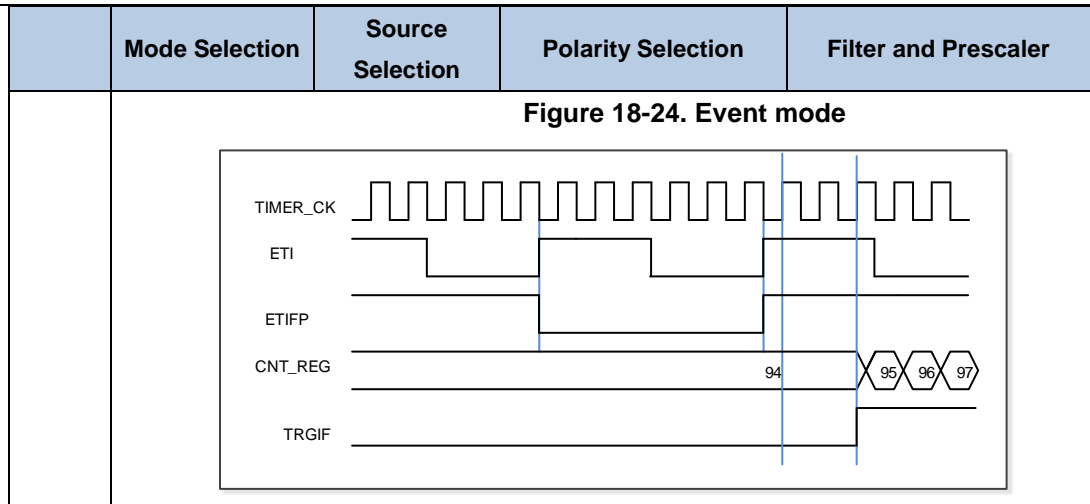 Mode Selection
Source
Selection
Polarity Selection
Filter and Prescaler
Figure 18-24. Event mode
TIMER_CK
ETI
ETIFP
CNT_REG
94
95
96
97
TRGIF